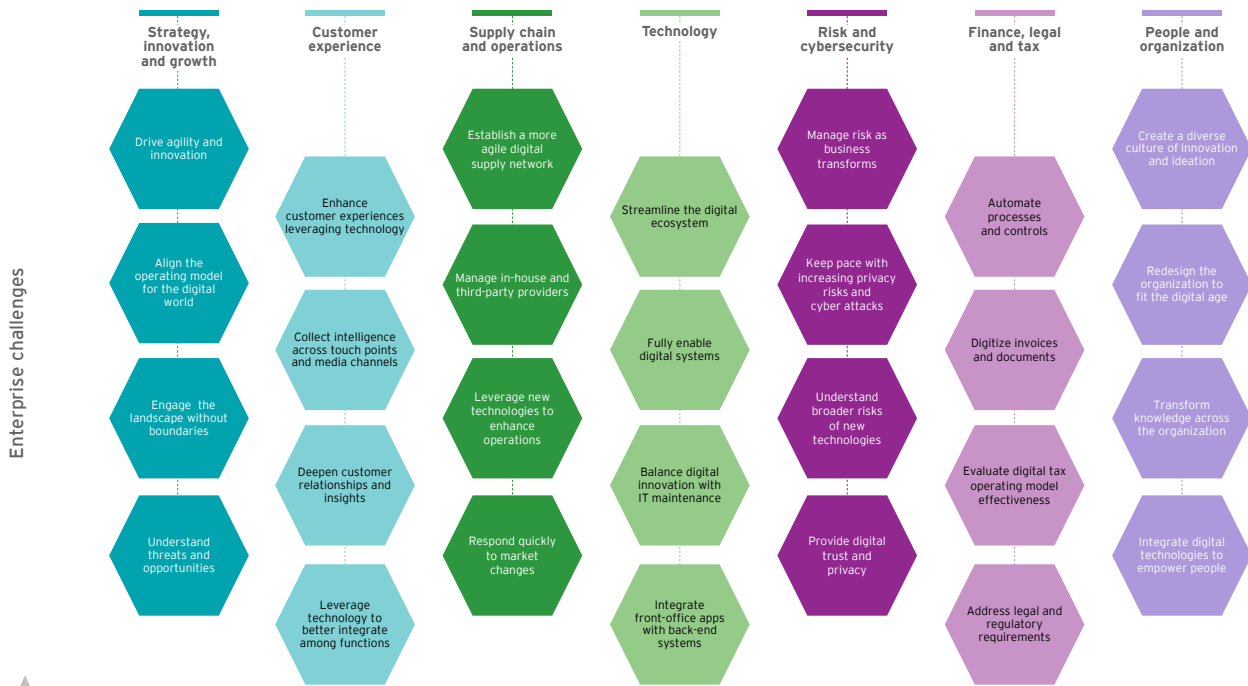 Enterprise challenges
Strategy,
innovation
and growth
Drive agility and
innovation
Align the
operating model
for the digital
world
Engage the
landscape without
boundaries
Understand
threats and
opportunities
Customer
experience
Enhance
customer experiences
leveraging technology
Collect intelligence
across touch points
and media channels
Deepen customer
relationships and
insights
Leverage
technology to
better integrate
among functions
Supply chain
and operations
Establish a more
agile digital
supply network
Manage in-house and
third-party providers
Leverage new
technologies to
enhance
operations
Respond quickly
to market
changes
Technology
Streamline the digital
ecosystem
Fully enable
digital systems
Balance digital
innovation with
IT maintenance
Integrate
front-office apps
with back-end
systems
Risk and
cybersecurity
Manage risk as
business
transforms
Keep pace with
increasing privacy
risks and
cyber attacks
Understand
broader risks
of new
technologies
Provide digital
trust and
privacy
Finance, legal
and tax
Automate
processes
and controls
Digitize invoices
and documents
Evaluate digital tax
operating model
effectiveness
Address legal and
regulatory
requirements
People and
organization
Create a diverse
culture of innovation
and ideation
Redesign the
organization to
fit the digital age
Transform
knowledge across
the organization
Integrate digital
technologies to
empower people